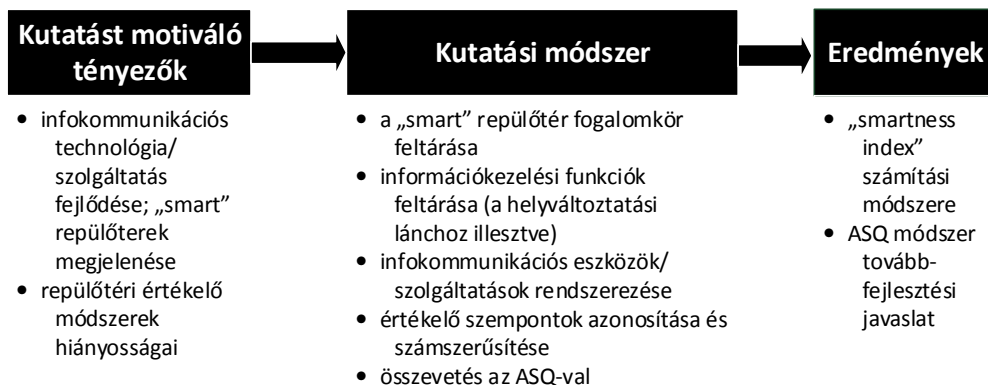 Kutatást motiváló
tényezők
• infokommunikációs
technológia/
szolgáltatás
fejlődése; „smart”
repülőterek
megjelenése
• repülőtéri értékelő
módszerek
hiányosságai
Kutatási módszer
• a „smart” repülőtér fogalomkör
feltárása
• információkezelési funkciók
feltárása (a helyváltoztatási
lánchoz illesztve)
• infokommunikációs eszközök/
szolgáltatások rendszerezése
• értékelő szempontok azonosítása és
számszerűsítése
• összevetés az ASQ-val
Eredmények
• „smartness
index”
számítási
módszere
• ASQ módszer
tovább-
fejlesztési
javaslat